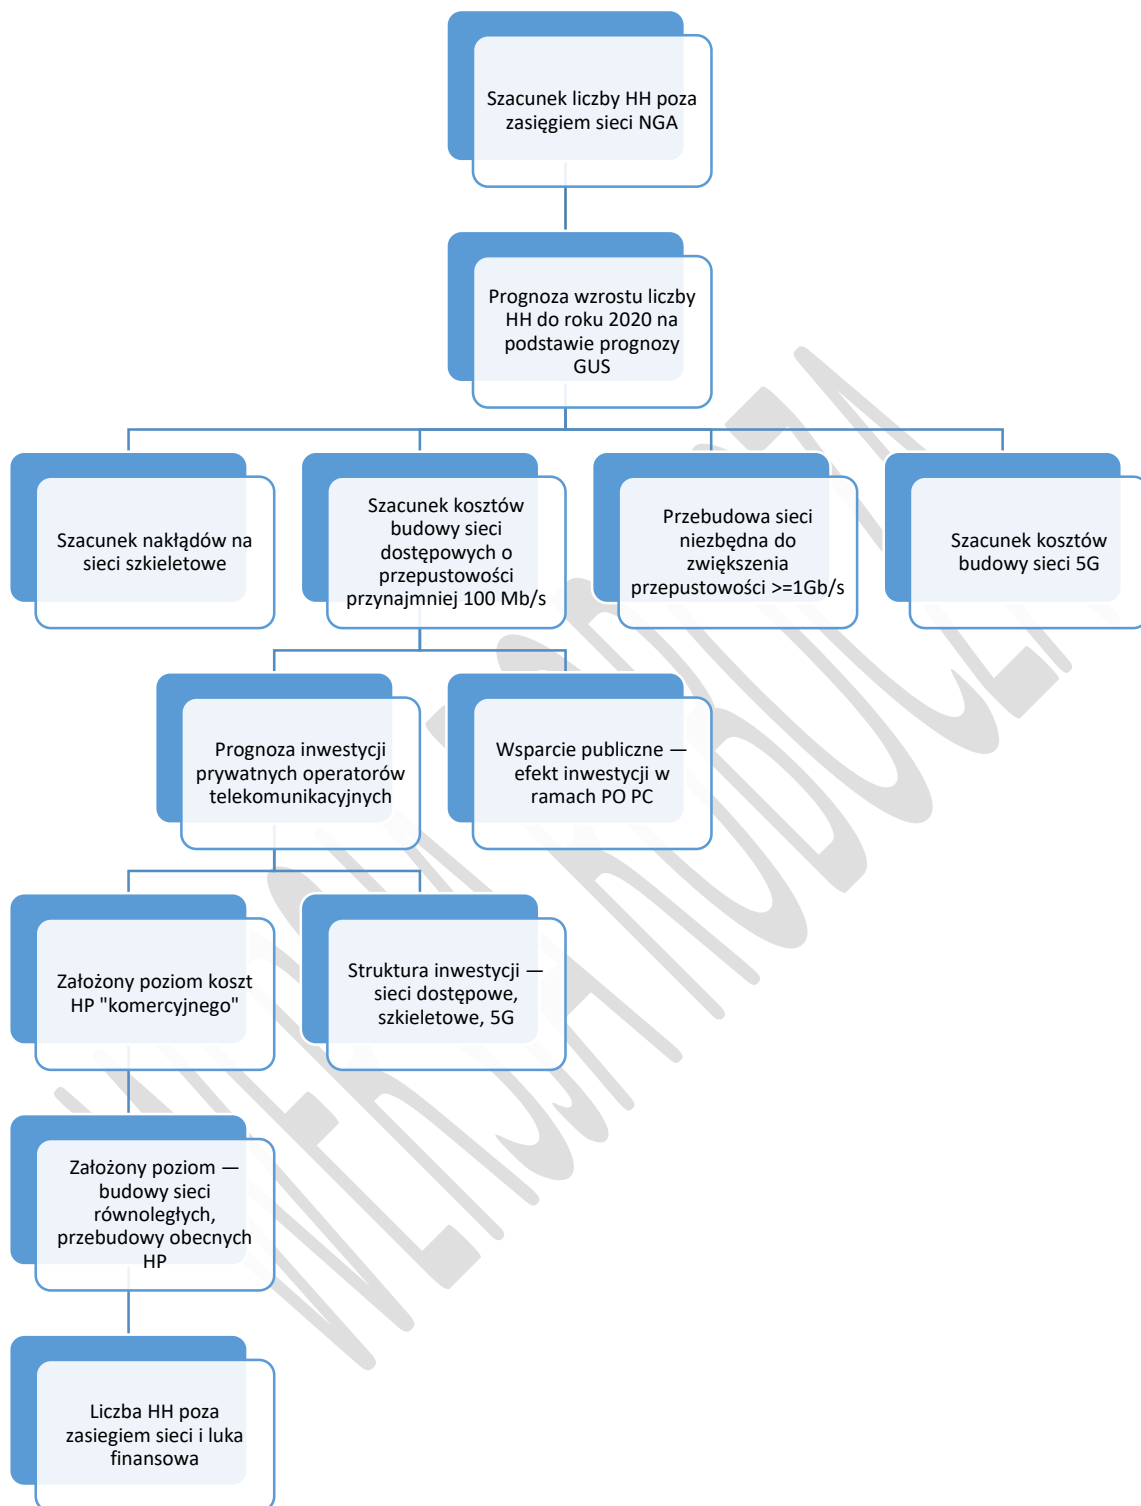 Szacunek liczby HH poza
zasięgiem sieci NGA
Prognoza wzrostu liczby
HH do roku 2020 na
podstawie prognozy
GUS
Szacunek nakłądów na
sieci szkieletowe
Szacunek kosztów
budowy sieci
dostępowych o
przepustowości
przynajmniej 100 Mb/s
Przebudowa sieci
niezbędna do
zwiększenia
przepustowości >=1Gb/s
Szacunek kosztów
budowy sieci 5G
Prognoza inwestycji
prywatnych operatorów
telekomunikacyjnych
Wsparcie publiczne —
efekt inwestycji w
ramach PO PC
Założony poziom koszt
HP "komercyjnego"
Struktura inwestycji —
sieci dostępowe,
szkieletowe, 5G
Założony poziom —
budowy sieci
równoległych,
przebudowy obecnych
HP
Liczba HH poza
zasiegiem sieci i luka
finansowa
WERSJA ROBOCZA